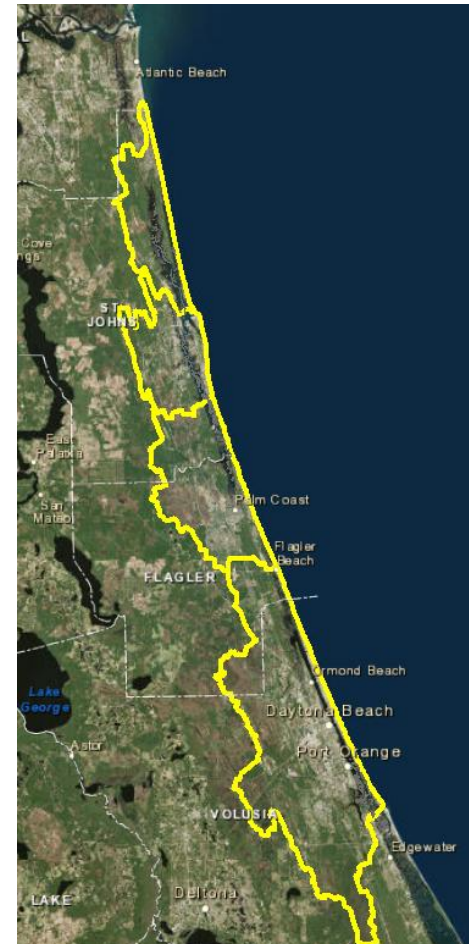 Atlantic Beach
Cove
ST
JOHNS
East
Palatka
San
Mateo
Palm Coast
Flagler
Beach
FLAGLER
Ormond Beach
Lake
George
Daytona Beach
Astor
Port Orange
VOLUSIA
Edgewater
Deltona
LAKE